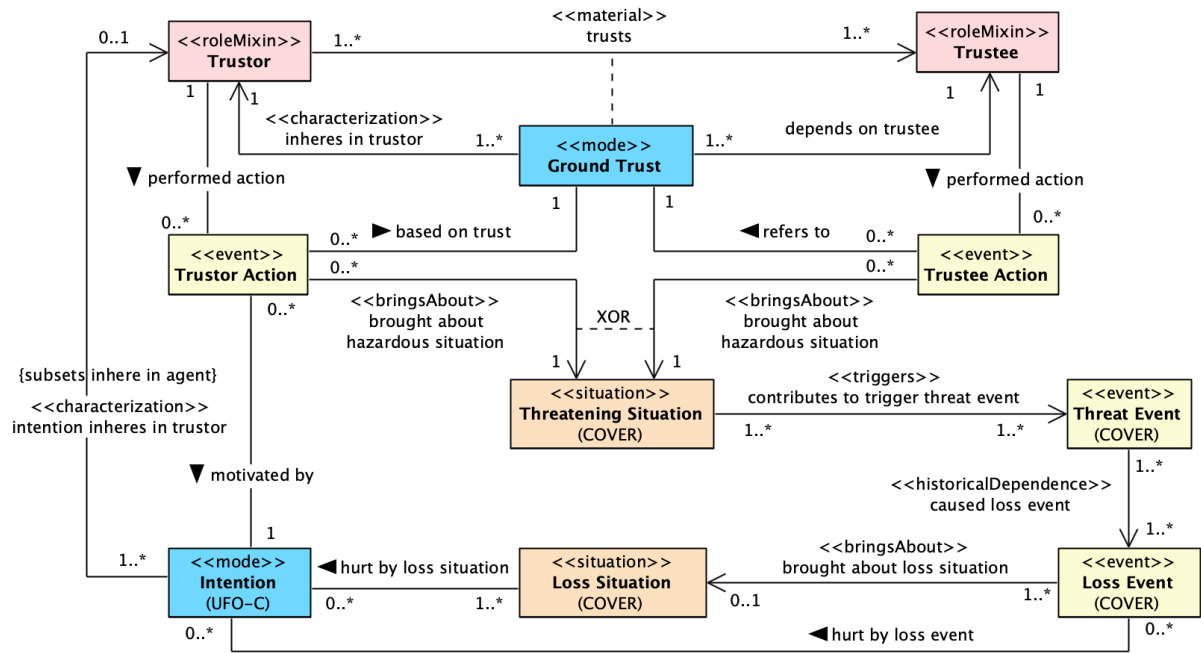 <<material>>
trusts
0..1
<<roleMixin>>
Trustor
1..*
1..*
<<roleMixin>>
Trustee
1
1
<<characterization>>
inheres in trustor
1..*
<<mode>>
Ground Trust
1..*
depends on trustee
1
1
▼ performed action
▼ performed action
1
1
0..*
0..*
<<event>>
Trustor Action
0..*
▶ based on trust
◀ refers to
0..*
<<event>>
Trustee Action
0..*
0..*
0..*
<<bringsAbout>>
brought about
hazardous situation
XOR
<<bringsAbout>>
brought about
hazardous situation
1
1
{subsets inhere in agent}
<<characterization>>
intention inheres in trustor
<<situation>>
Threatening Situation
(COVER)
<<triggers>>
contributes to trigger threat event
1..*
1..*
<<event>>
Threat Event
(COVER)
▼ motivated by
1..*
<<historicalDependence>>
caused loss event
1..*
1
1..*
<<mode>>
Intention
(UFO-C)
◀ hurt by loss situation
0..*
1..*
<<situation>>
Loss Situation
(COVER)
<<bringsAbout>>
brought about loss situation
0..1
1..*
<<event>>
Loss Event
(COVER)
0..*
◀ hurt by loss event
0..*